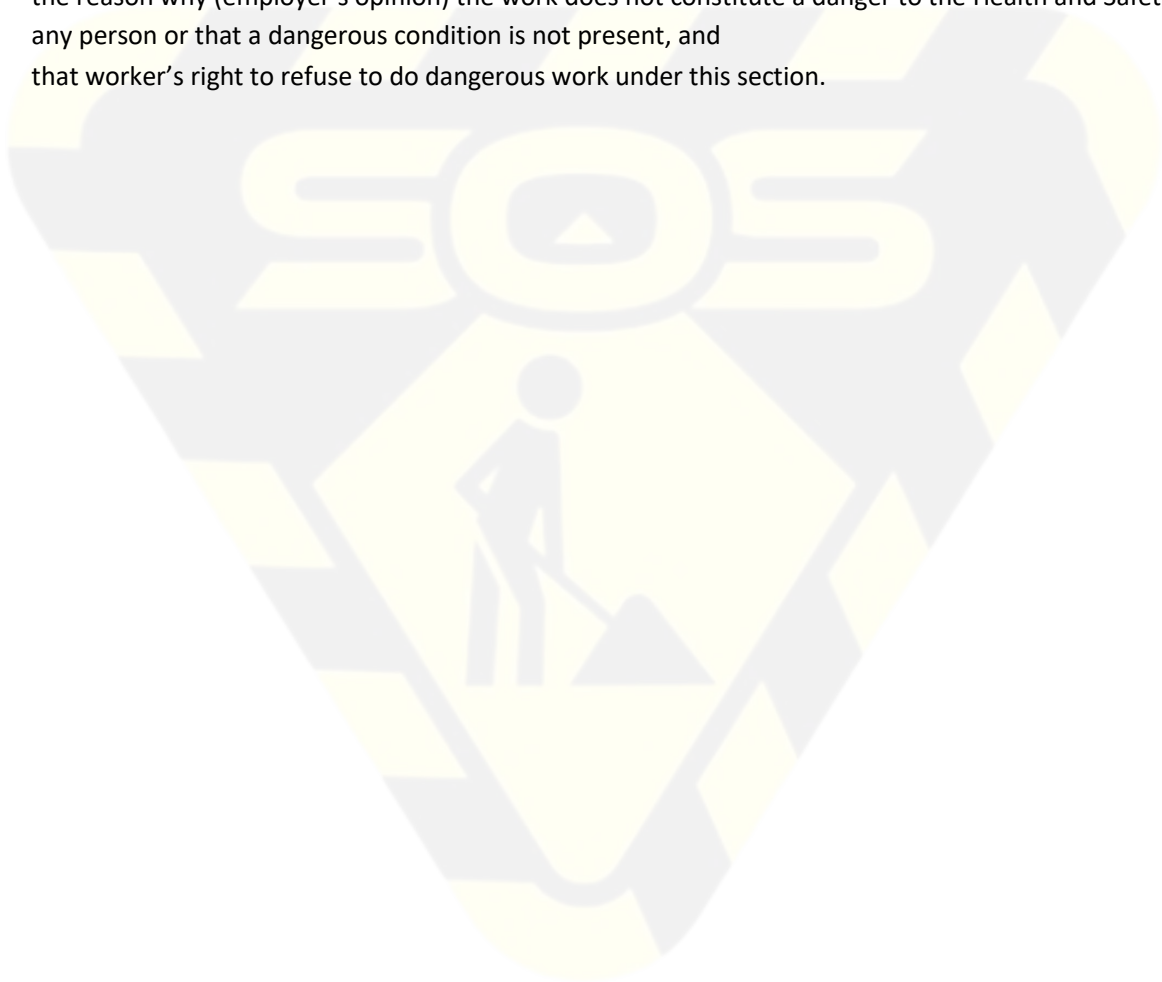 the reason why (employer's opinion) the work does not constitute a danger to the Health and Safet
any person or that a dangerous condition is not present, and
that worker’s right to refuse to do dangerous work under this section.
SOS